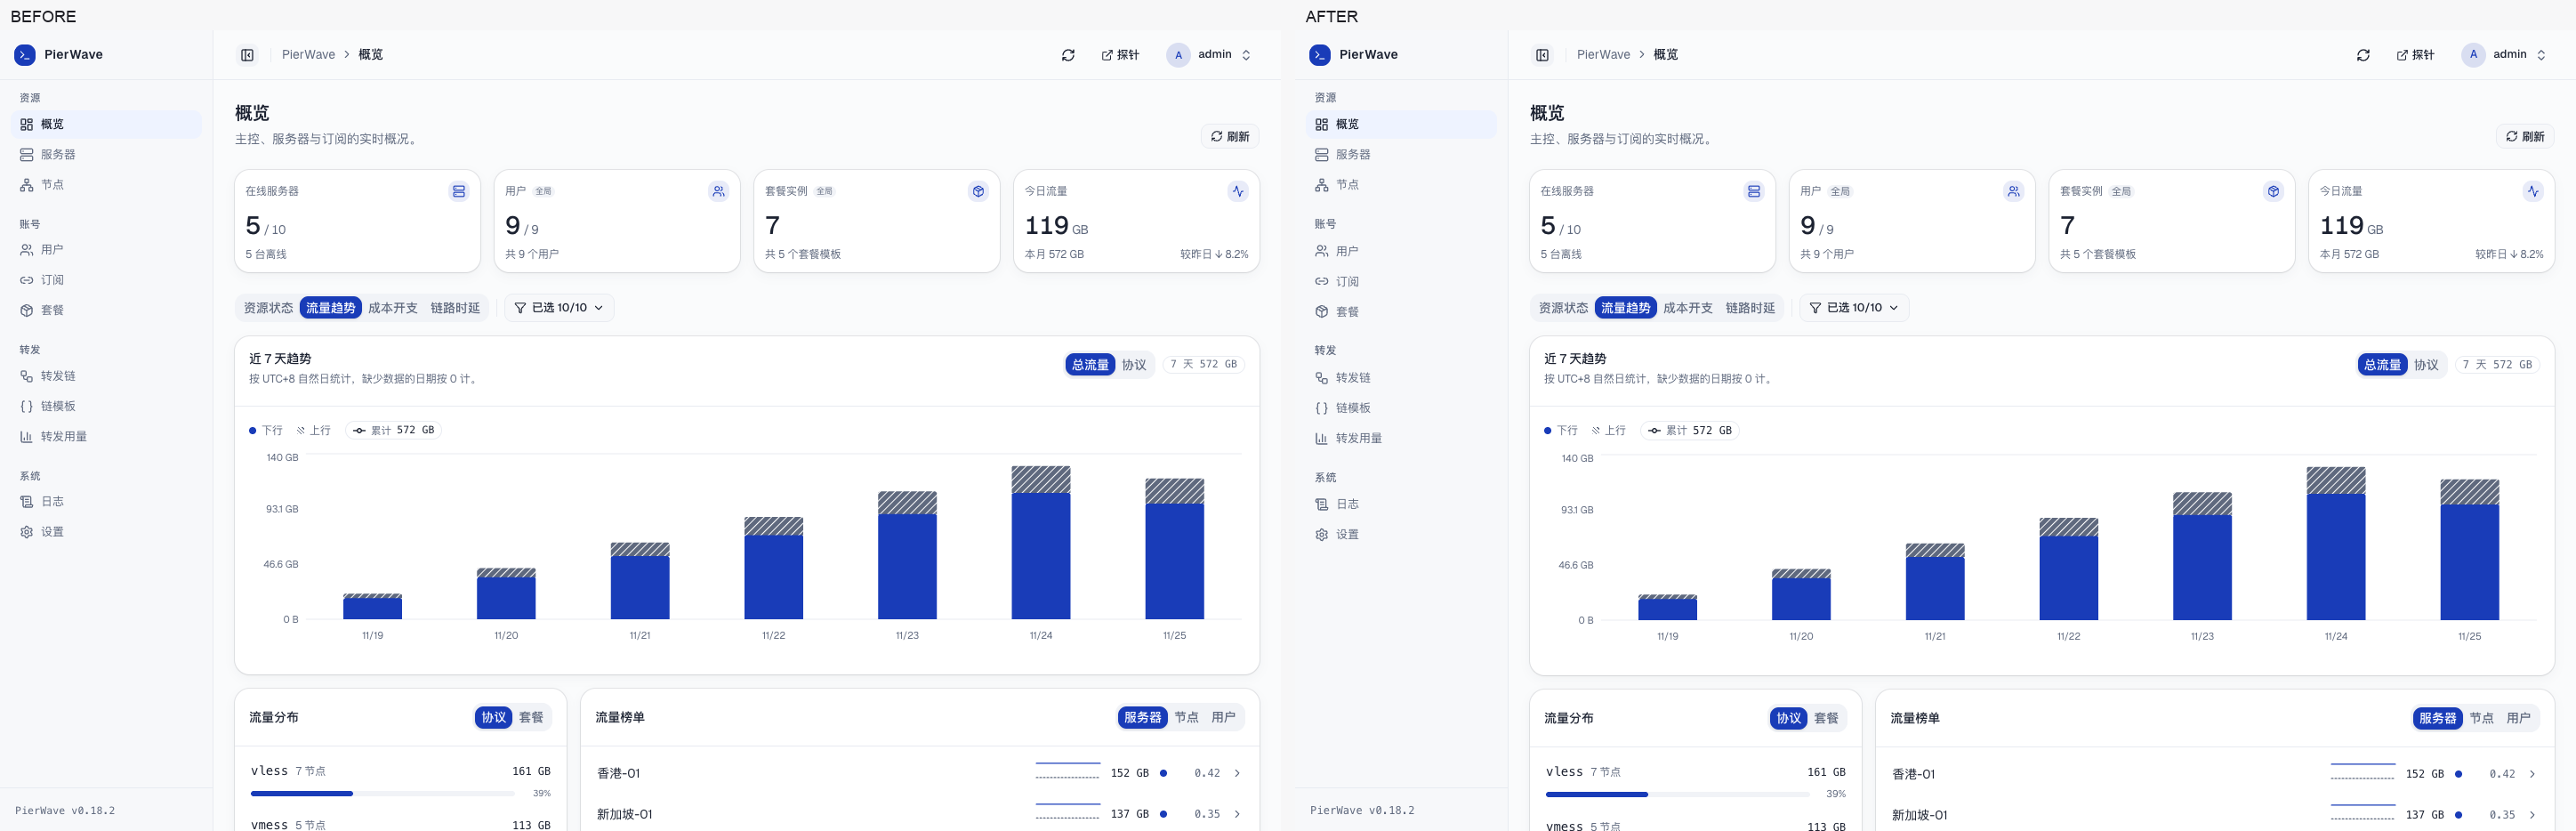 BEFORE
PierWave
PierWave > 概览
探针
A admin
资源
概览
服务器
节点
账号
用户
订阅
套餐
转发
转发链
链模板
转发用量
系统
日志
设置
PierWave v0.18.2
概览
主控、服务器与订阅的实时概况。
刷新
在线服务器
5 / 10
5 台离线
用户 全局
9 / 9
共 9 个用户
套餐实例 全局
7
共 5 个套餐模板
今日流量
119 GB
本月 572 GB 较昨日 ↓ 8.2%
资源状态 流量趋势 成本开支 链路时延 已选 10/10
近 7 天趋势
按 UTC+8 自然日统计，缺少数据的日期按 0 计。
总流量 协议 7 天 572 GB
下行 上行 累计 572 GB
140 GB
93.1 GB
46.6 GB
0 B
11/19 11/20 11/21 11/22 11/23 11/24 11/25
流量分布 协议 套餐
vless 7 节点 161 GB
39%
vmess 5 节点 113 GB
流量榜单 服务器 节点 用户
香港-01 152 GB 0.42
新加坡-01 137 GB 0.35
AFTER
PierWave
PierWave > 概览
探针
A admin
资源
概览
服务器
节点
账号
用户
订阅
套餐
转发
转发链
链模板
转发用量
系统
日志
设置
PierWave v0.18.2
概览
主控、服务器与订阅的实时概况。
刷新
在线服务器
5 / 10
5 台离线
用户 全局
9 / 9
共 9 个用户
套餐实例 全局
7
共 5 个套餐模板
今日流量
119 GB
本月 572 GB 较昨日 ↓ 8.2%
资源状态 流量趋势 成本开支 链路时延 已选 10/10
近 7 天趋势
按 UTC+8 自然日统计，缺少数据的日期按 0 计。
总流量 协议 7 天 572 GB
下行 上行 累计 572 GB
140 GB
93.1 GB
46.6 GB
0 B
11/19 11/20 11/21 11/22 11/23 11/24 11/25
流量分布 协议 套餐
vless 7 节点 161 GB
39%
vmess 5 节点 113 GB
流量榜单 服务器 节点 用户
香港-01 152 GB 0.42
新加坡-01 137 GB 0.35